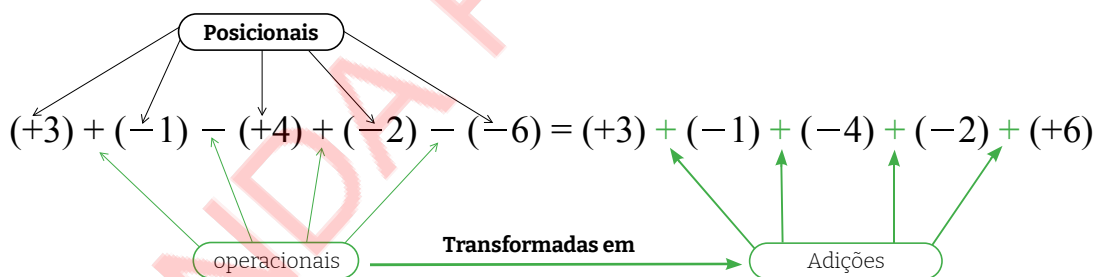 Posicionais
(+3) + (−1) − (+4) + (−2) − (−6) = (+3) + (−1) + (−4) + (−2) + (+6)
Transformadas em
operacionais
Adições